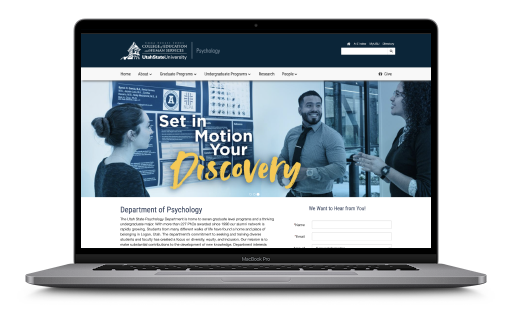 COLLEGE of EDUCATION
and HUMAN SERVICES
UtahStateUniversity
Psychology
A-Z Index
MyUSU
Home
About
Graduate Programs
Undergraduate Programs
Research
People
Give
Set in
Motion
Your
Discovery
Department of Psychology
The Utah State Psychology Department is home to seven graduate level programs and a thriving
undergraduate major. With more than 277 PhDs awarded since 1990 our alumni network is
rapidly growing. Students from many different walks of life have found a home and place of
belonging in Logan, Utah. The department's commitment to seeking and training diverse
students and faculty has created a focus on diversity, equity, and inclusion. Our mission is to
make substantial contributions to the development of new knowledge. Department interests
We Want to Hear from You!
*Name
*Email
MacBook Pro